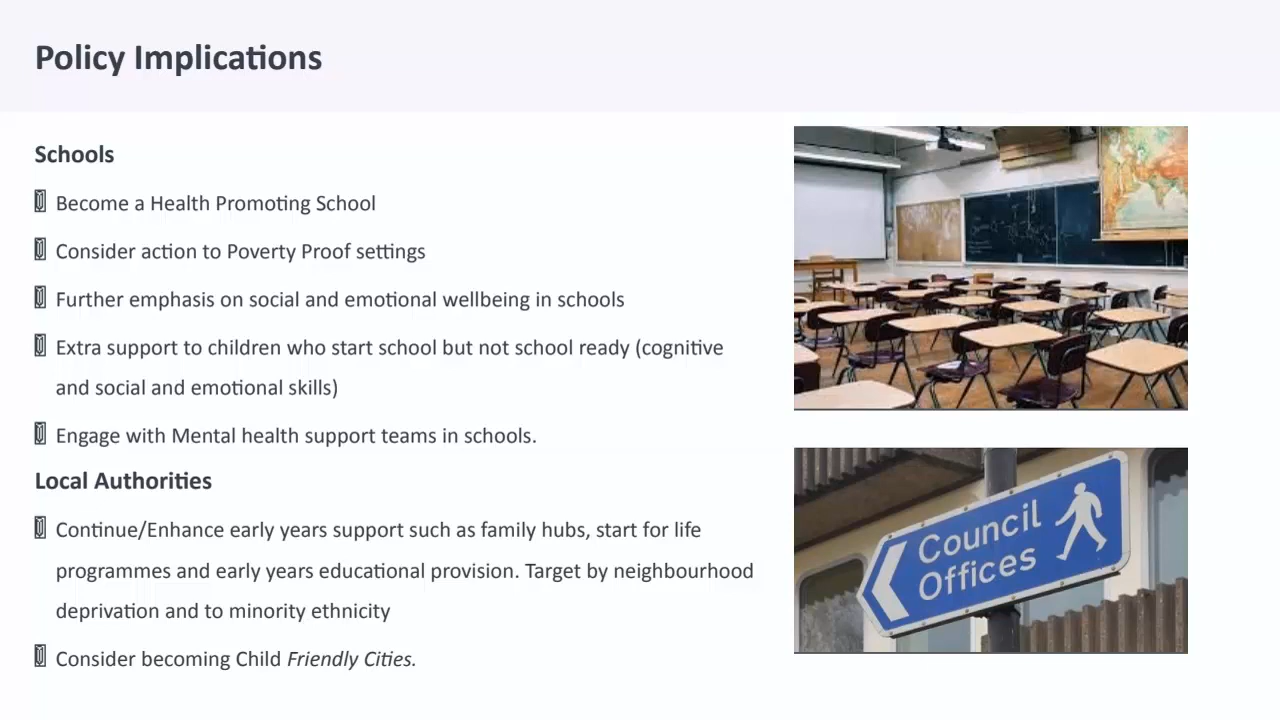 Policy Implications
Schools
Become a Health Promoting School
Consider action to Poverty Proof settings
Further emphasis on social and emotional wellbeing in schools
Extra support to children who start school but not school ready (cognitive
and social and emotional skills)
Engage with Mental health support teams in schools.
Local Authorities
Continue/Enhance early years support such as family hubs, start for life
programmes and early years educational provision. Target by neighbourhood
deprivation and to minority ethnicity
Consider becoming Child Friendly Cities.
Council
Offices